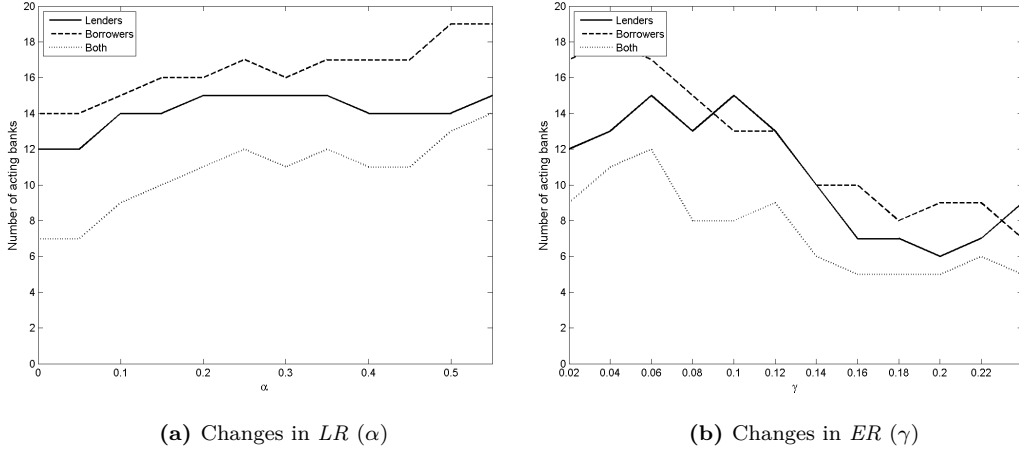 20
18
16
14
12
10
8
6
4
2
0
Number of acting banks
Lenders
Borrowers
Both
0 0.1 0.2 0.3 0.4 0.5
α
(a) Changes in LR (α)
20
18
16
14
12
10
8
6
4
2
0
Number of acting banks
Lenders
Borrowers
Both
0.02 0.04 0.06 0.08 0.1 0.12 0.14 0.16 0.18 0.2 0.22
γ
(b) Changes in ER (γ)